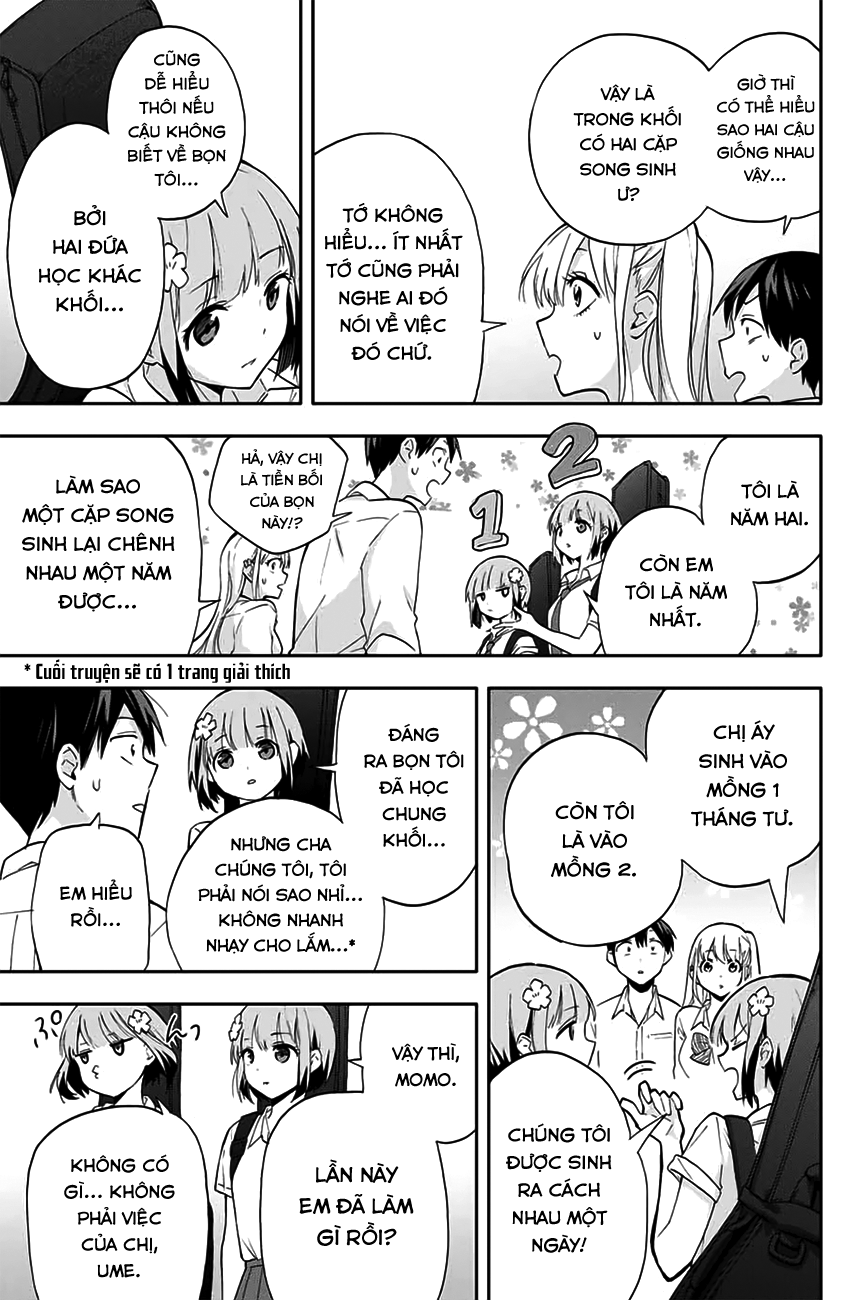 GIỜ THÌ
CÓ THỂ HIỂU
SAO HAI CẬU
GIỐNG NHAU
VẬY...
VẬY LÀ
TRONG KHỐI
CÓ HAI CẶP
SONG SINH
Ư?
TỚ KHÔNG
HIỂU... ÍT NHẤT
TỚ CŨNG PHẢI
NGHE AI ĐÓ
NÓI VỀ VIỆC
ĐÓ CHỨ.
CŨNG
DỄ HIỂU
THÔI NẾU
CẬU KHÔNG
BIẾT VỀ BỌN
TÔI...
BỞI
HAI ĐỨA
HỌC KHÁC
KHỐI...
TÔI LÀ
NĂM HAI.
CÒN EM
TÔI LÀ NĂM
NHẤT.
2
1
HẢ, VẬY CHỊ
LÀ TIỀN BỐI
CỦA BỌN
NÀY!?
LÀM SAO
MỘT CẶP SONG
SINH LẠI CHÊNH
NHAU MỘT NĂM
ĐƯỢC...
* Cuối truyện sẽ có 1 trang giải thích
CHỊ ÁY
SINH VÀO
MỒNG 1
THÁNG TƯ.
CÒN TÔI
LÀ VÀO
MỒNG 2.
CHÚNG TÔI
ĐƯỢC SINH
RA CÁCH
NHAU MỘT
NGÀY!
ĐÁNG
RA BỌN TÔI
ĐÃ HỌC
CHUNG
KHỐI...
NHƯNG CHA
CHÚNG TÔI, TÔI
PHẢI NÓI SAO NHỈ...
KHÔNG NHANH
NHẠY CHO LẮM...*
EM HIỂU
RỒI...
VẬY THÌ,
MOMO.
LẦN NÀY
EM ĐÃ LÀM
GÌ RỒI?
ぷい〜っ
KHÔNG CÓ
GÌ... KHÔNG
PHẢI VIỆC
CỦA CHỊ,
UME.